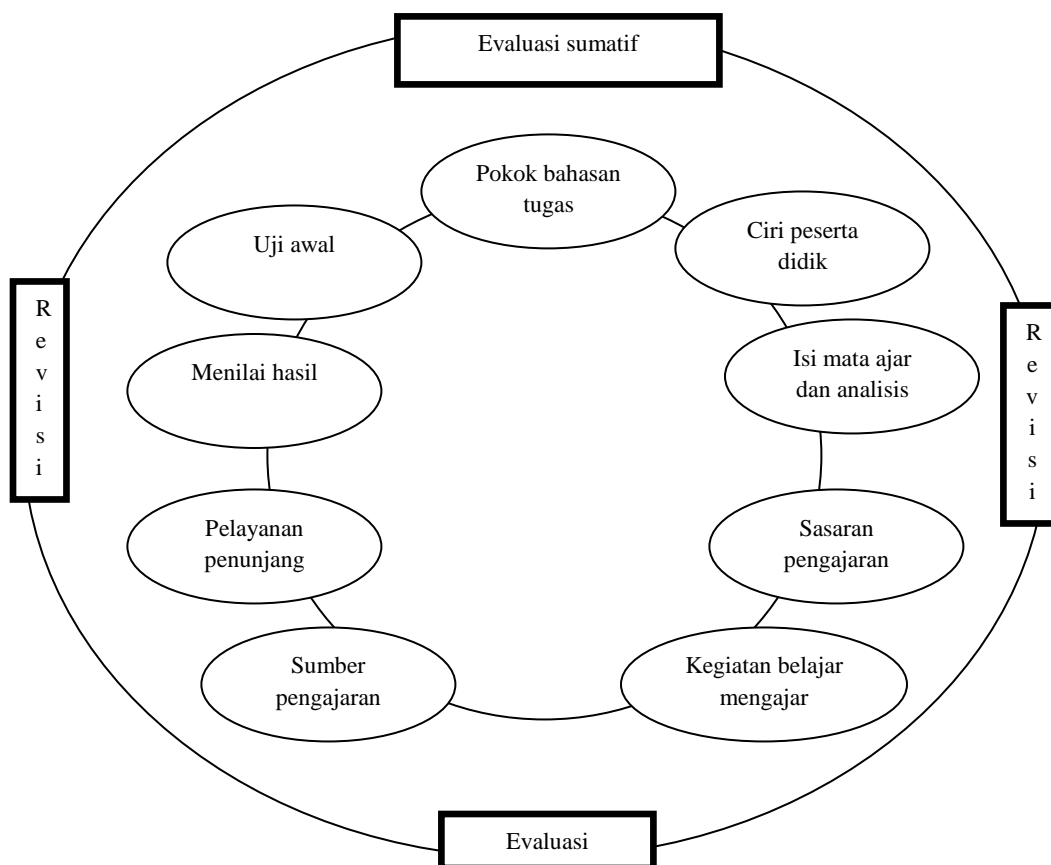 Evaluasi sumatif
Pokok bahasan
tugas
Uji awal
Ciri peserta
didik
Menilai hasil
Isi mata ajar
dan analisis
R
e
v
i
s
i
R
e
v
i
s
i
Pelayanan
penunjang
Sasaran
pengajaran
Sumber
pengajaran
Kegiatan belajar
mengajar
Evaluasi